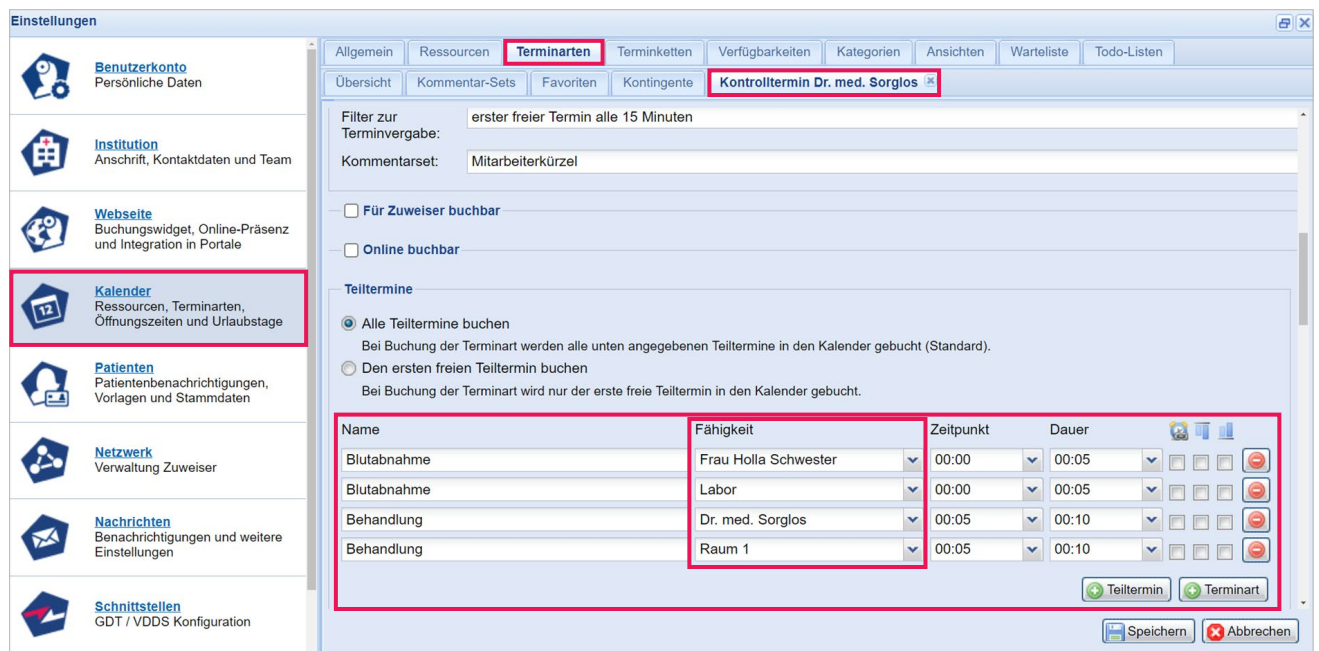 Einstellungen
Benutzerkonto
Persönliche Daten
Institution
Anschrift, Kontaktdaten und Team
Webseite
Buchungswidget, Online-Präsenz
und Integration in Portale
Kalender
Ressourcen, Terminarten,
Öffnungszeiten und Urlaubstage
12
Patienten
Patientenbenachrichtigungen,
Vorlagen und Stammdaten
Netzwerk
Verwaltung Zuweiser
Nachrichten
Benachrichtigungen und weitere
Einstellungen
Schnittstellen
GDT / VDDS Konfiguration
Allgemein Ressourcen Terminarten Terminketten Verfügbarkeiten Kategorien Ansichten Warteliste Todo-Listen
Übersicht Kommentar-Sets Favoriten Kontingente Kontrolltermin Dr. med. Sorglos
Filter zur
Terminvergabe:
erster freier Termin alle 15 Minuten
Kommentarset: Mitarbeiterkürzel
Für Zuweiser buchbar
Online buchbar
Teiltermine
Alle Teiltermine buchen
Bei Buchung der Terminart werden alle unten angegebenen Teiltermine in den Kalender gebucht (Standard).
Den ersten freien Teiltermin buchen
Bei Buchung der Terminart wird nur der erste freie Teiltermin in den Kalender gebucht.
Name Fähigkeit Zeitpunkt Dauer
Blutabnahme Frau Holla Schwester 00:00 00:05
Blutabnahme Labor 00:00 00:05
Behandlung Dr. med. Sorglos 00:05 00:10
Behandlung Raum 1 00:05 00:10
Teiltermin Terminart
Speichern Abbrechen